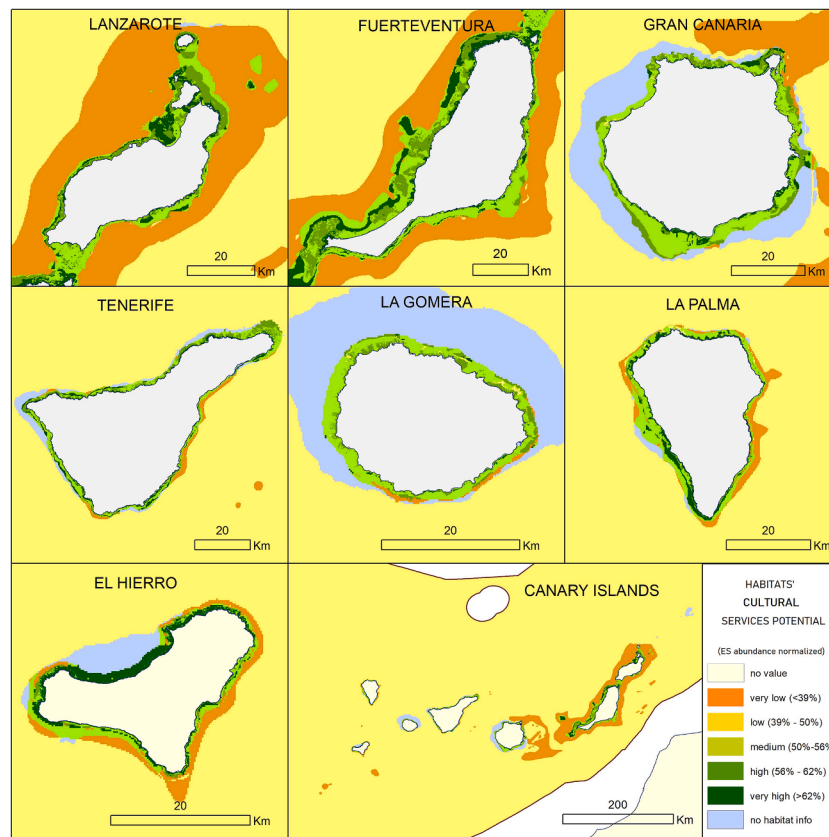 LANZAROTE
20
Km
FUERTEVENTURA
20
Km
GRAN CANARIA
20
Km
TENERIFE
20
Km
LA GOMERA
20
Km
LA PALMA
20
Km
EL HIERRO
20
Km
CANARY ISLANDS
200
Km
HABITATS'
CULTURAL
SERVICES POTENTIAL
(ES abundance normalized)
no value
very low (<39%)
low (39% - 50%)
medium (50%-56%
high (56% - 62%)
very high (>62%)
no habitat info